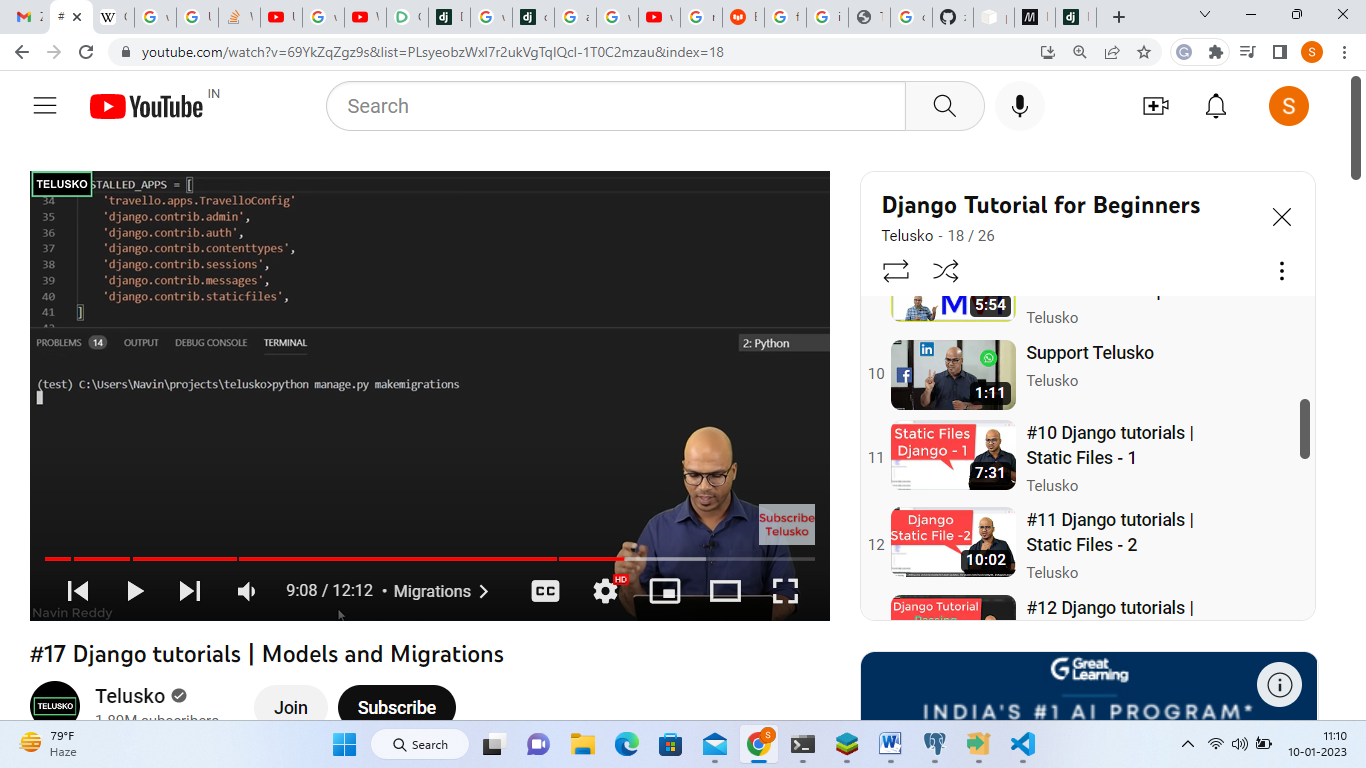 youtube.com/watch?v=69YkZqZgz9s&list=PLsyeobzWxl7r2ukVgTqIQcl-1T0C2mzau&index=18
S
YouTube IN
Search
S
TELUSKO
STALLED_APPS = [
34 'travello.apps.TravelloConfig'
35 'django.contrib.admin',
36 'django.contrib.auth',
37 'django.contrib.contenttypes',
38 'django.contrib.sessions',
39 'django.contrib.messages',
40 'django.contrib.staticfiles',
41 ]
PROBLEMS 14 OUTPUT DEBUG CONSOLE TERMINAL 2: Python
(test) C:\Users\Navin\projects\telusko>python manage.py makemigrations
Subscribe
Telusko
9:08 / 12:12 • Migrations
CC
HD
Navin Reddy
#17 Django tutorials | Models and Migrations
TELUSKO
Telusko
1.89M subscribers
Join
Subscribe
Django Tutorial for Beginners
Telusko - 18 / 26
5:54
Telusko
10
in
1:11
Support Telusko
Telusko
11
Static Files
Django - 1
7:31
#10 Django tutorials |
Static Files - 1
Telusko
12
Django
Static File -2
10:02
#11 Django tutorials |
Static Files - 2
Telusko
Django Tutorial
#12 Django tutorials |
G Great
Learning
INDIA'S #1 AI PROGRAM*
79°F
Haze
Search
S
11:10
10-01-2023